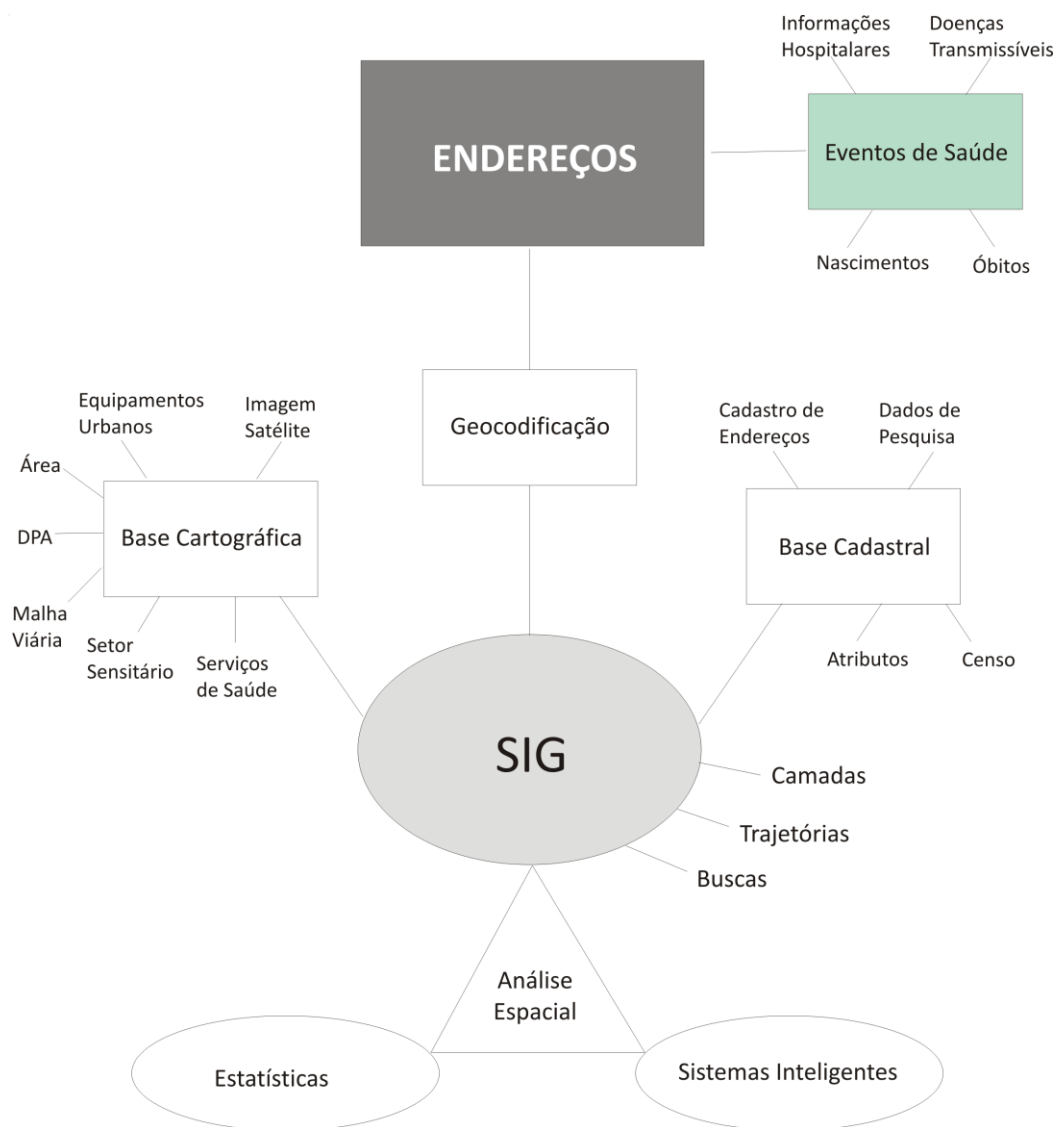 Informações
Hospitalares
Doenças
Transmissíveis
ENDEREÇOS
Eventos de Saúde
Nascimentos
Óbitos
Geocodificação
Equipamentos
Urbanos
Imagem
Satélite
Área
DPA
Base Cartográfica
Malha
Viária
Setor
Sensitário
Serviços
de Saúde
Cadastro de
Endereços
Dados de
Pesquisa
Base Cadastral
Atributos
Censo
SIG
Camadas
Trajetórias
Buscas
Análise
Espacial
Estatísticas
Sistemas Inteligentes